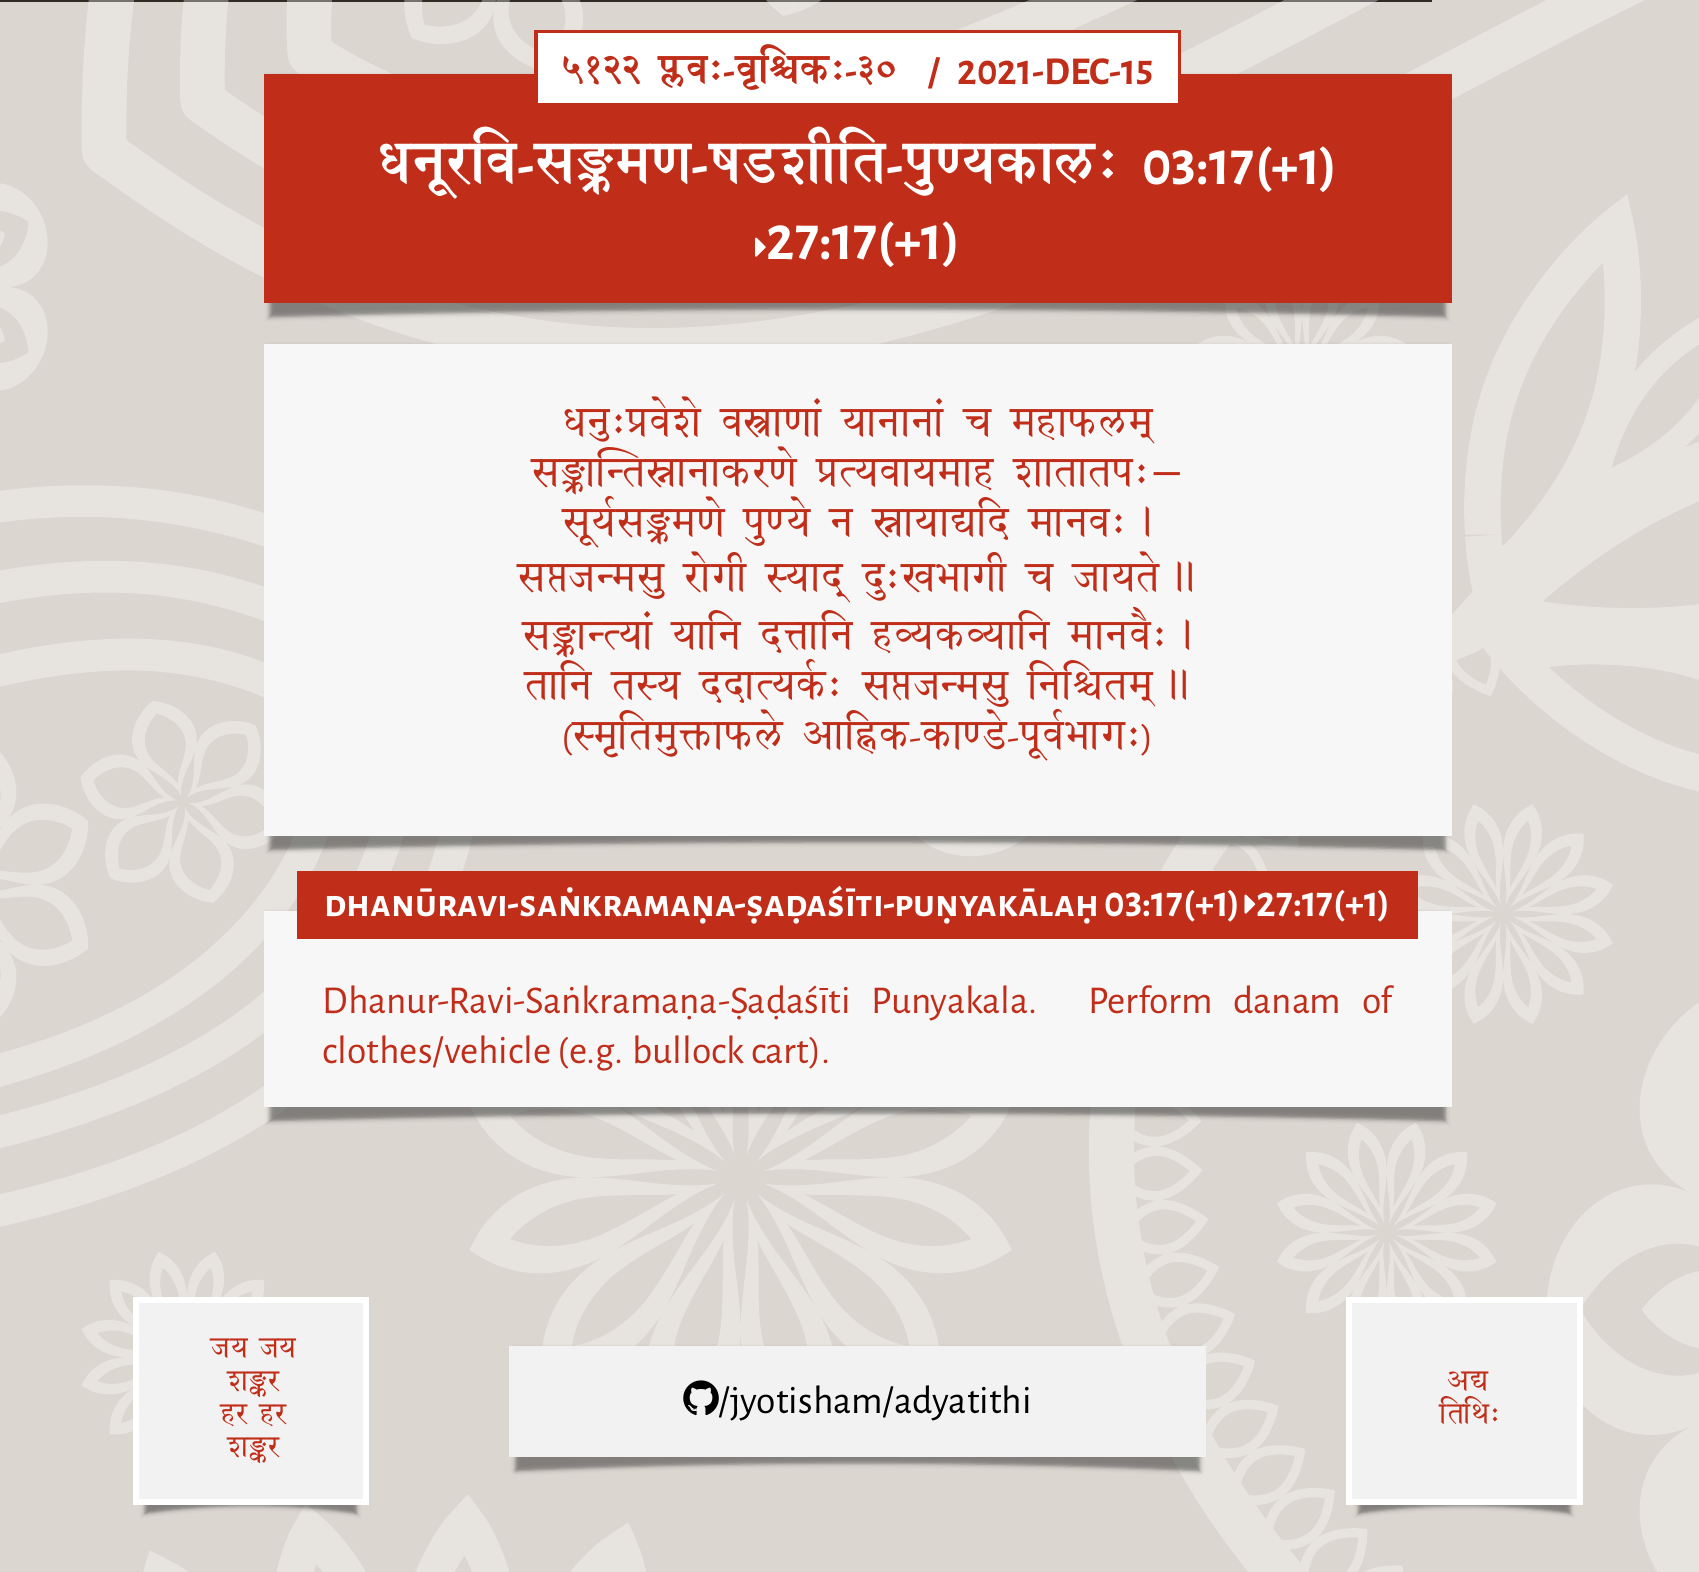 ५१२२ प्लवः-वृश्चिकः-३० / 2021-DEC-15
धनूरवि-सङ्क्रमण-षडशीति-पुण्यकालः 03:17(+1)
▸27:17(+1)
धनुःप्रवेशे वस्त्राणां यानानां च महाफलम्
सङ्क्रान्तिस्नानाकरणे प्रत्यवायमाह शातातपः—
सूर्यसङ्क्रमणे पुण्ये न स्नायाद्यदि मानवः ।
सप्तजन्मसु रोगी स्याद् दुःखभागी च जायते ॥
सङ्क्रान्त्यां यानि दत्तानि हव्यकव्यानि मानवैः ।
तानि तस्य ददात्यर्कः सप्तजन्मसु निश्चितम् ॥
(स्मृतिमुक्ताफले आह्निक-काण्डे-पूर्वभागः)
DHANŪRAVI-SAṄKRAMAṆA-ṢAḌAŚĪTI-PUṆYAKĀLAḤ 03:17(+1)▸27:17(+1)
Dhanur-Ravi-Saṅkramaṇa-Ṣaḍaśīti Punyakala. Perform danam of
clothes/vehicle (e.g. bullock cart).
जय जय
शङ्कर
हर हर
शङ्कर
/jyotisham/adyatithi
अद्य
तिथिः